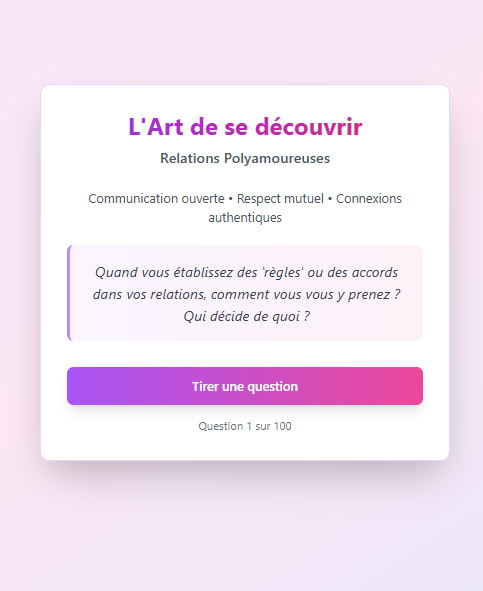 L'Art de se découvrir
Relations Polyamoureuses
Communication ouverte • Respect mutuel • Connexions
authentiques
Quand vous établissez des 'règles' ou des accords
dans vos relations, comment vous vous y prenez ?
Qui décide de quoi ?
Tirer une question
Question 1 sur 100